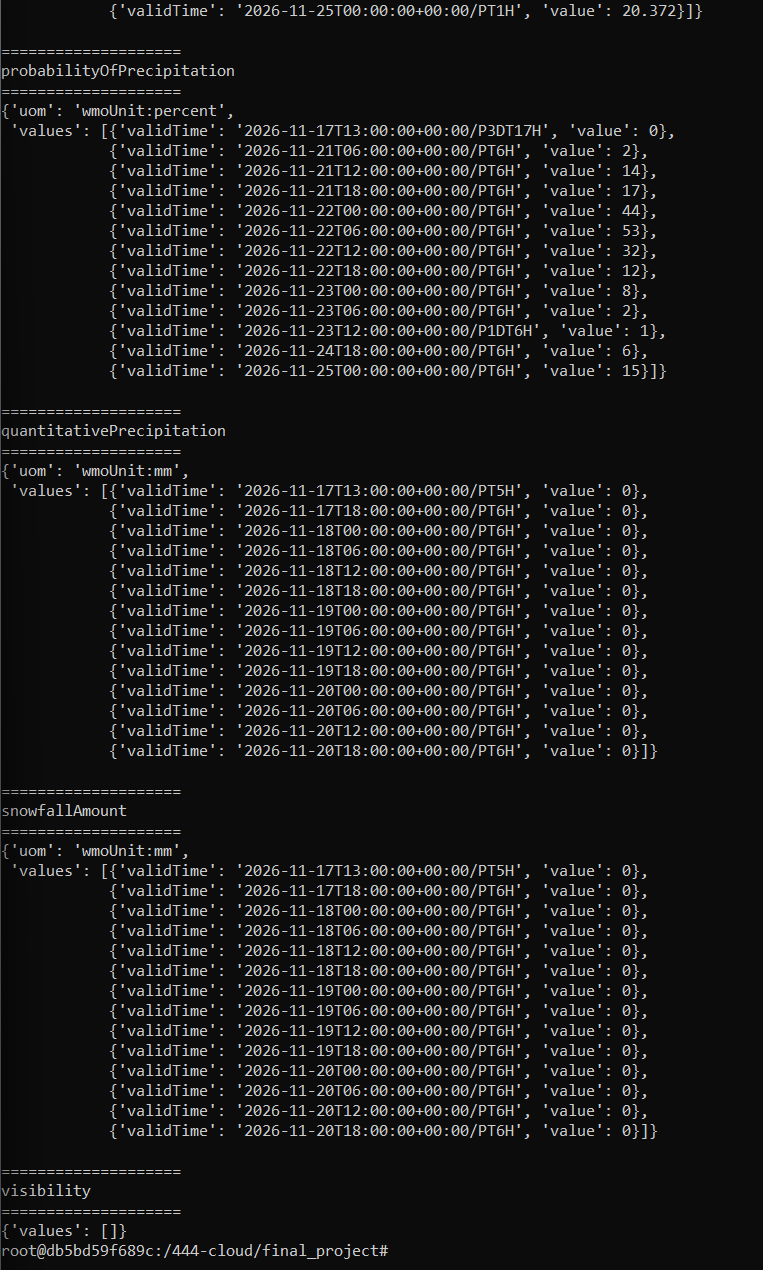 {'validTime': '2026-11-25T00:00:00+00:00/PT1H', 'value': 20.372}]}
====================
probabilityOfPrecipitation
====================
{'uom': 'wmoUnit:percent',
 'values': [{'validTime': '2026-11-17T13:00:00+00:00/P3DT17H', 'value': 0},
            {'validTime': '2026-11-21T06:00:00+00:00/PT6H', 'value': 2},
            {'validTime': '2026-11-21T12:00:00+00:00/PT6H', 'value': 14},
            {'validTime': '2026-11-21T18:00:00+00:00/PT6H', 'value': 17},
            {'validTime': '2026-11-22T00:00:00+00:00/PT6H', 'value': 44},
            {'validTime': '2026-11-22T06:00:00+00:00/PT6H', 'value': 53},
            {'validTime': '2026-11-22T12:00:00+00:00/PT6H', 'value': 32},
            {'validTime': '2026-11-22T18:00:00+00:00/PT6H', 'value': 12},
            {'validTime': '2026-11-23T00:00:00+00:00/PT6H', 'value': 8},
            {'validTime': '2026-11-23T06:00:00+00:00/PT6H', 'value': 2},
            {'validTime': '2026-11-23T12:00:00+00:00/P1DT6H', 'value': 1},
            {'validTime': '2026-11-24T18:00:00+00:00/PT6H', 'value': 6},
            {'validTime': '2026-11-25T00:00:00+00:00/PT6H', 'value': 15}]}
====================
quantitativePrecipitation
====================
{'uom': 'wmoUnit:mm',
 'values': [{'validTime': '2026-11-17T13:00:00+00:00/PT5H', 'value': 0},
            {'validTime': '2026-11-17T18:00:00+00:00/PT6H', 'value': 0},
            {'validTime': '2026-11-18T00:00:00+00:00/PT6H', 'value': 0},
            {'validTime': '2026-11-18T06:00:00+00:00/PT6H', 'value': 0},
            {'validTime': '2026-11-18T12:00:00+00:00/PT6H', 'value': 0},
            {'validTime': '2026-11-18T18:00:00+00:00/PT6H', 'value': 0},
            {'validTime': '2026-11-19T00:00:00+00:00/PT6H', 'value': 0},
            {'validTime': '2026-11-19T06:00:00+00:00/PT6H', 'value': 0},
            {'validTime': '2026-11-19T12:00:00+00:00/PT6H', 'value': 0},
            {'validTime': '2026-11-19T18:00:00+00:00/PT6H', 'value': 0},
            {'validTime': '2026-11-20T00:00:00+00:00/PT6H', 'value': 0},
            {'validTime': '2026-11-20T06:00:00+00:00/PT6H', 'value': 0},
            {'validTime': '2026-11-20T12:00:00+00:00/PT6H', 'value': 0},
            {'validTime': '2026-11-20T18:00:00+00:00/PT6H', 'value': 0}]}
====================
snowfallAmount
====================
{'uom': 'wmoUnit:mm',
 'values': [{'validTime': '2026-11-17T13:00:00+00:00/PT5H', 'value': 0},
            {'validTime': '2026-11-17T18:00:00+00:00/PT6H', 'value': 0},
            {'validTime': '2026-11-18T00:00:00+00:00/PT6H', 'value': 0},
            {'validTime': '2026-11-18T06:00:00+00:00/PT6H', 'value': 0},
            {'validTime': '2026-11-18T12:00:00+00:00/PT6H', 'value': 0},
            {'validTime': '2026-11-18T18:00:00+00:00/PT6H', 'value': 0},
            {'validTime': '2026-11-19T00:00:00+00:00/PT6H', 'value': 0},
            {'validTime': '2026-11-19T06:00:00+00:00/PT6H', 'value': 0},
            {'validTime': '2026-11-19T12:00:00+00:00/PT6H', 'value': 0},
            {'validTime': '2026-11-19T18:00:00+00:00/PT6H', 'value': 0},
            {'validTime': '2026-11-20T00:00:00+00:00/PT6H', 'value': 0},
            {'validTime': '2026-11-20T06:00:00+00:00/PT6H', 'value': 0},
            {'validTime': '2026-11-20T12:00:00+00:00/PT6H', 'value': 0},
            {'validTime': '2026-11-20T18:00:00+00:00/PT6H', 'value': 0}]}
====================
visibility
====================
{'values': []}
root@db5bd59f689c:/444-cloud/final_project#